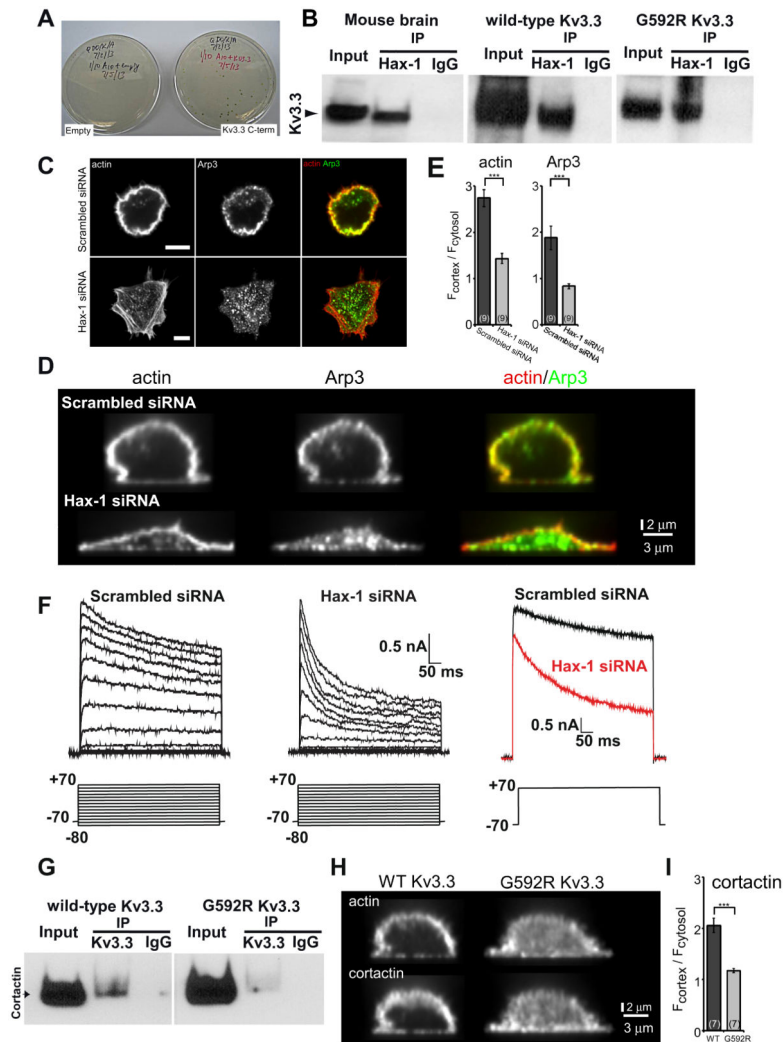 A
Empty
Kv3.3 C-term
B
Mouse brain
wild-type Kv3.3
G592R Kv3.3
IP
IP
IP
Input
Hax-1
IgG
Input
Hax-1
IgG
Input
Hax-1
IgG
Kv3.3
C
actin
Arp3
actin Arp3
Scrambled siRNA
Hax-1 siRNA
E
actin
Arp3
***
***
Fcortex / Fcytosol
3
2
1
0
3
2
1
0
(9)
(9)
(9)
(9)
Scrambled siRNA
Hax-1 siRNA
Scrambled siRNA
Hax-1 siRNA
D
actin
Arp3
actin/Arp3
Scrambled siRNA
Hax-1 siRNA
2 μm
3 μm
F
Scrambled siRNA
Hax-1 siRNA
Scrambled siRNA
0.5 nA
50 ms
Hax-1 siRNA
0.5 nA
50 ms
+70
-70
-80
+70
-70
-80
+70
-70
G
wild-type Kv3.3
G592R Kv3.3
IP
IP
Input
Kv3.3
IgG
Input
Kv3.3
IgG
Cortactin
H
WT Kv3.3
G592R Kv3.3
actin
cortactin
2 μm
3 μm
I
cortactin
***
Fcortex / Fcytosol
3
2
1
0
(7)
(7)
WT
G592R